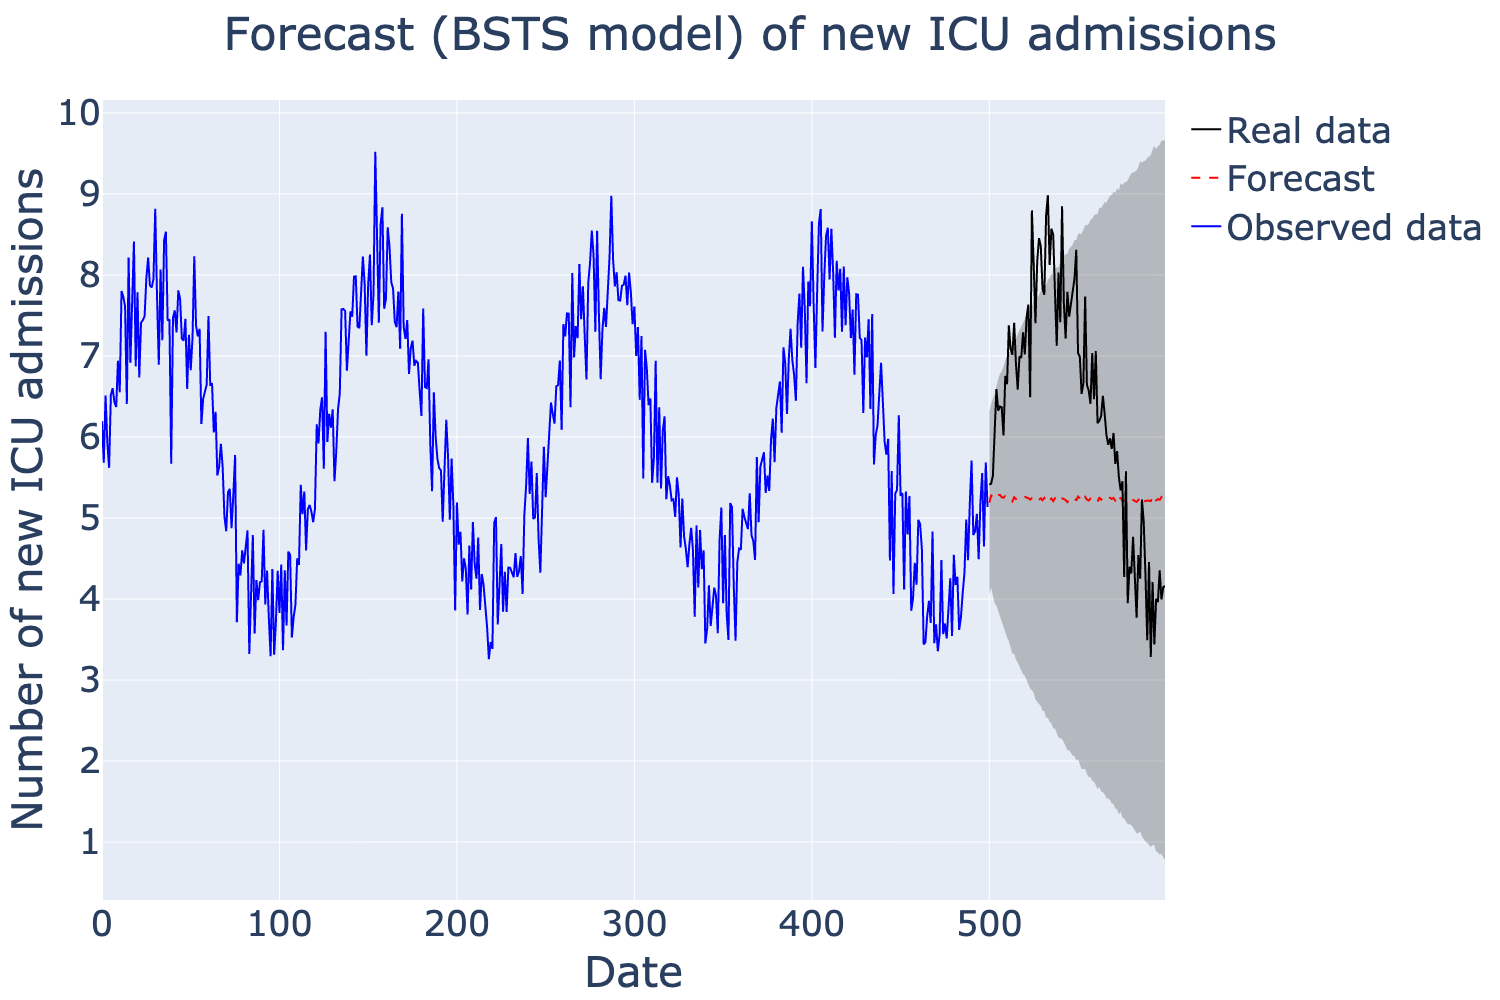 Forecast (BSTS model) of new ICU admissions
Real data
Forecast
Observed data
Number of new ICU admissions
10
9
8
7
6
5
4
3
2
1
0 100 200 300 400 500
Date